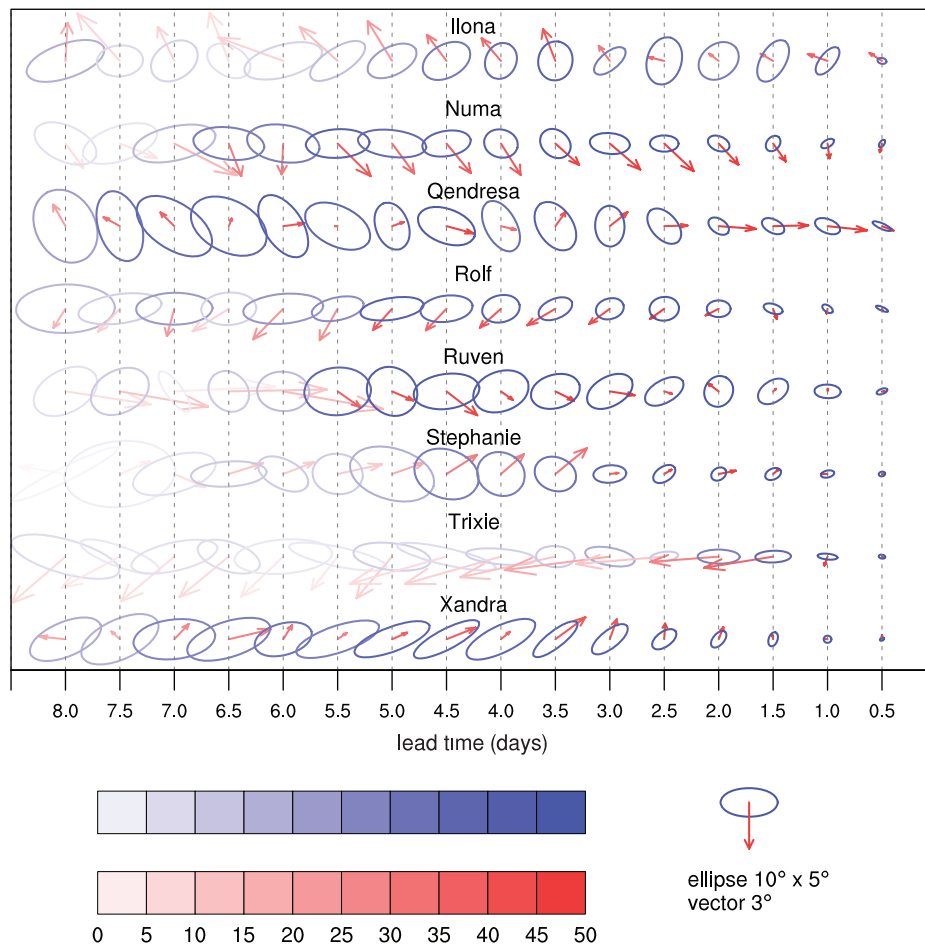 Ilona
Numa
Qendresa
Rolf
Ruven
Stephanie
Trixie
Xandra
8.0 7.5 7.0 6.5 6.0 5.5 5.0 4.5 4.0 3.5 3.0 2.5 2.0 1.5 1.0 0.5
lead time (days)
ellipse 10° x 5°
vector 3°
0 5 10 15 20 25 30 35 40 45 50